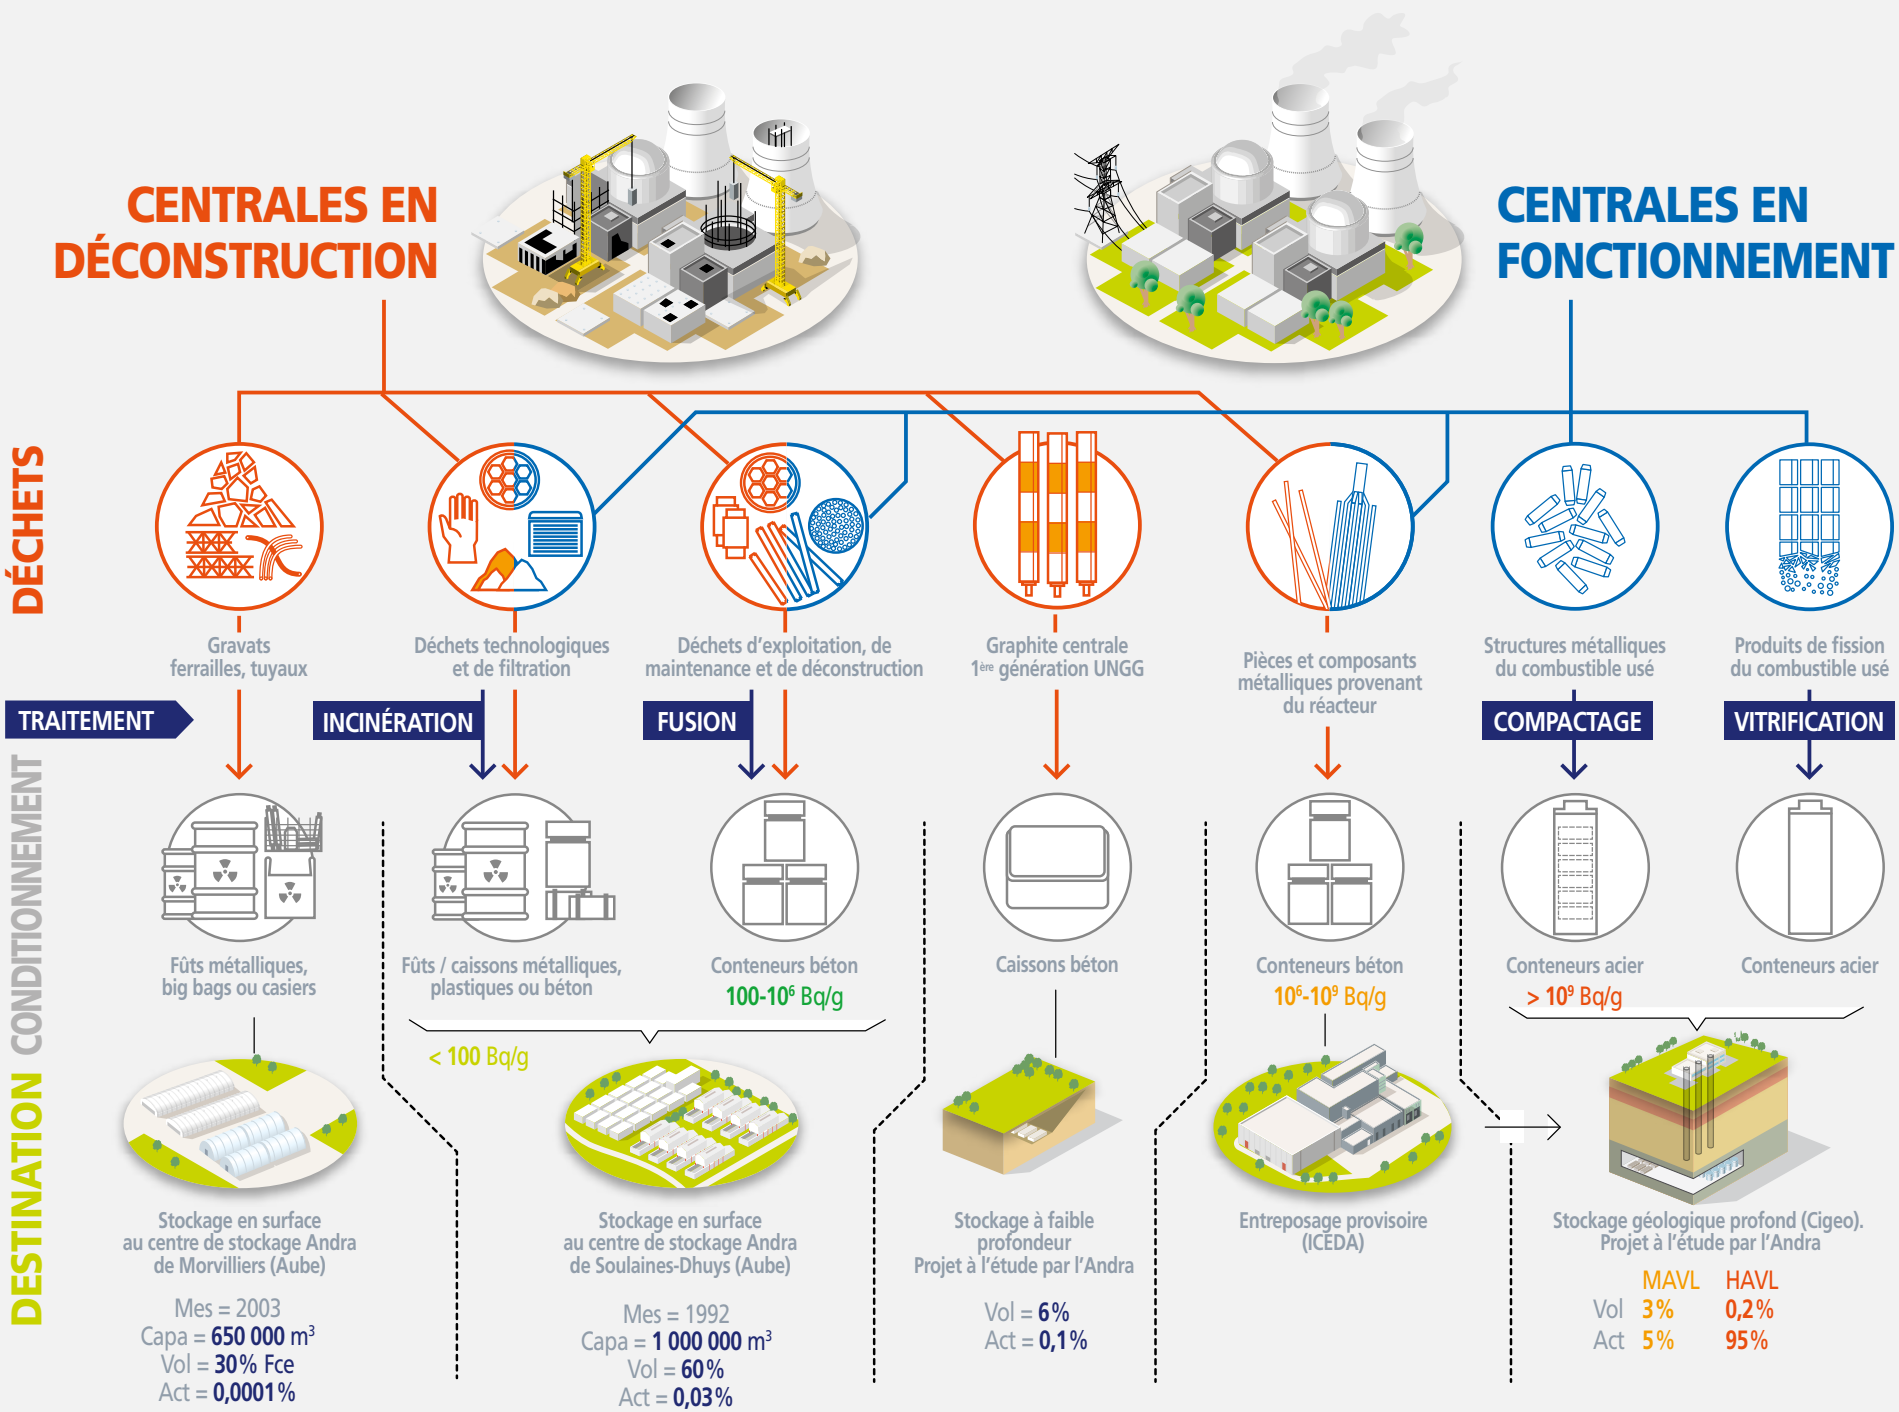 CENTRALES EN
DÉCONSTRUCTION
CENTRALES EN
FONCTIONNEMENT
DÉCHETS
Gravats
ferrailles, tuyaux
Déchets technologiques
et de filtration
Déchets d’exploitation, de
maintenance et de déconstruction
Graphite centrale
1ère génération UNGG
Pièces et composants
métalliques provenant
du réacteur
Structures métalliques
du combustible usé
Produits de fission
du combustible usé
TRAITEMENT
INCINÉRATION
FUSION
COMPACTAGE
VITRIFICATION
CONDITIONNEMENT
Fûts métalliques,
big bags ou casiers
Fûts / caissons métalliques,
plastiques ou béton
Conteneurs béton
100-10⁶ Bq/g
Caissons béton
Conteneurs béton
10⁶-10⁹ Bq/g
Conteneurs acier
> 10⁹ Bq/g
Conteneurs acier
< 100 Bq/g
DESTINATION
Stockage en surface
au centre de stockage Andra
de Morvilliers (Aube)
Mes = 2003
Capa = 650 000 m³
Vol = 30% Fce
Act = 0,0001%
Stockage en surface
au centre de stockage Andra
de Soulaines-Dhuys (Aube)
Mes = 1992
Capa = 1 000 000 m³
Vol = 60%
Act = 0,03%
Stockage à faible
profondeur
Projet à l’étude par l’Andra
Vol = 6%
Act = 0,1%
Entreposage provisoire
(ICEDA)
Stockage géologique profond (Cigeo).
Projet à l’étude par l’Andra
MAVL HAVL
Vol 3% 0,2%
Act 5% 95%